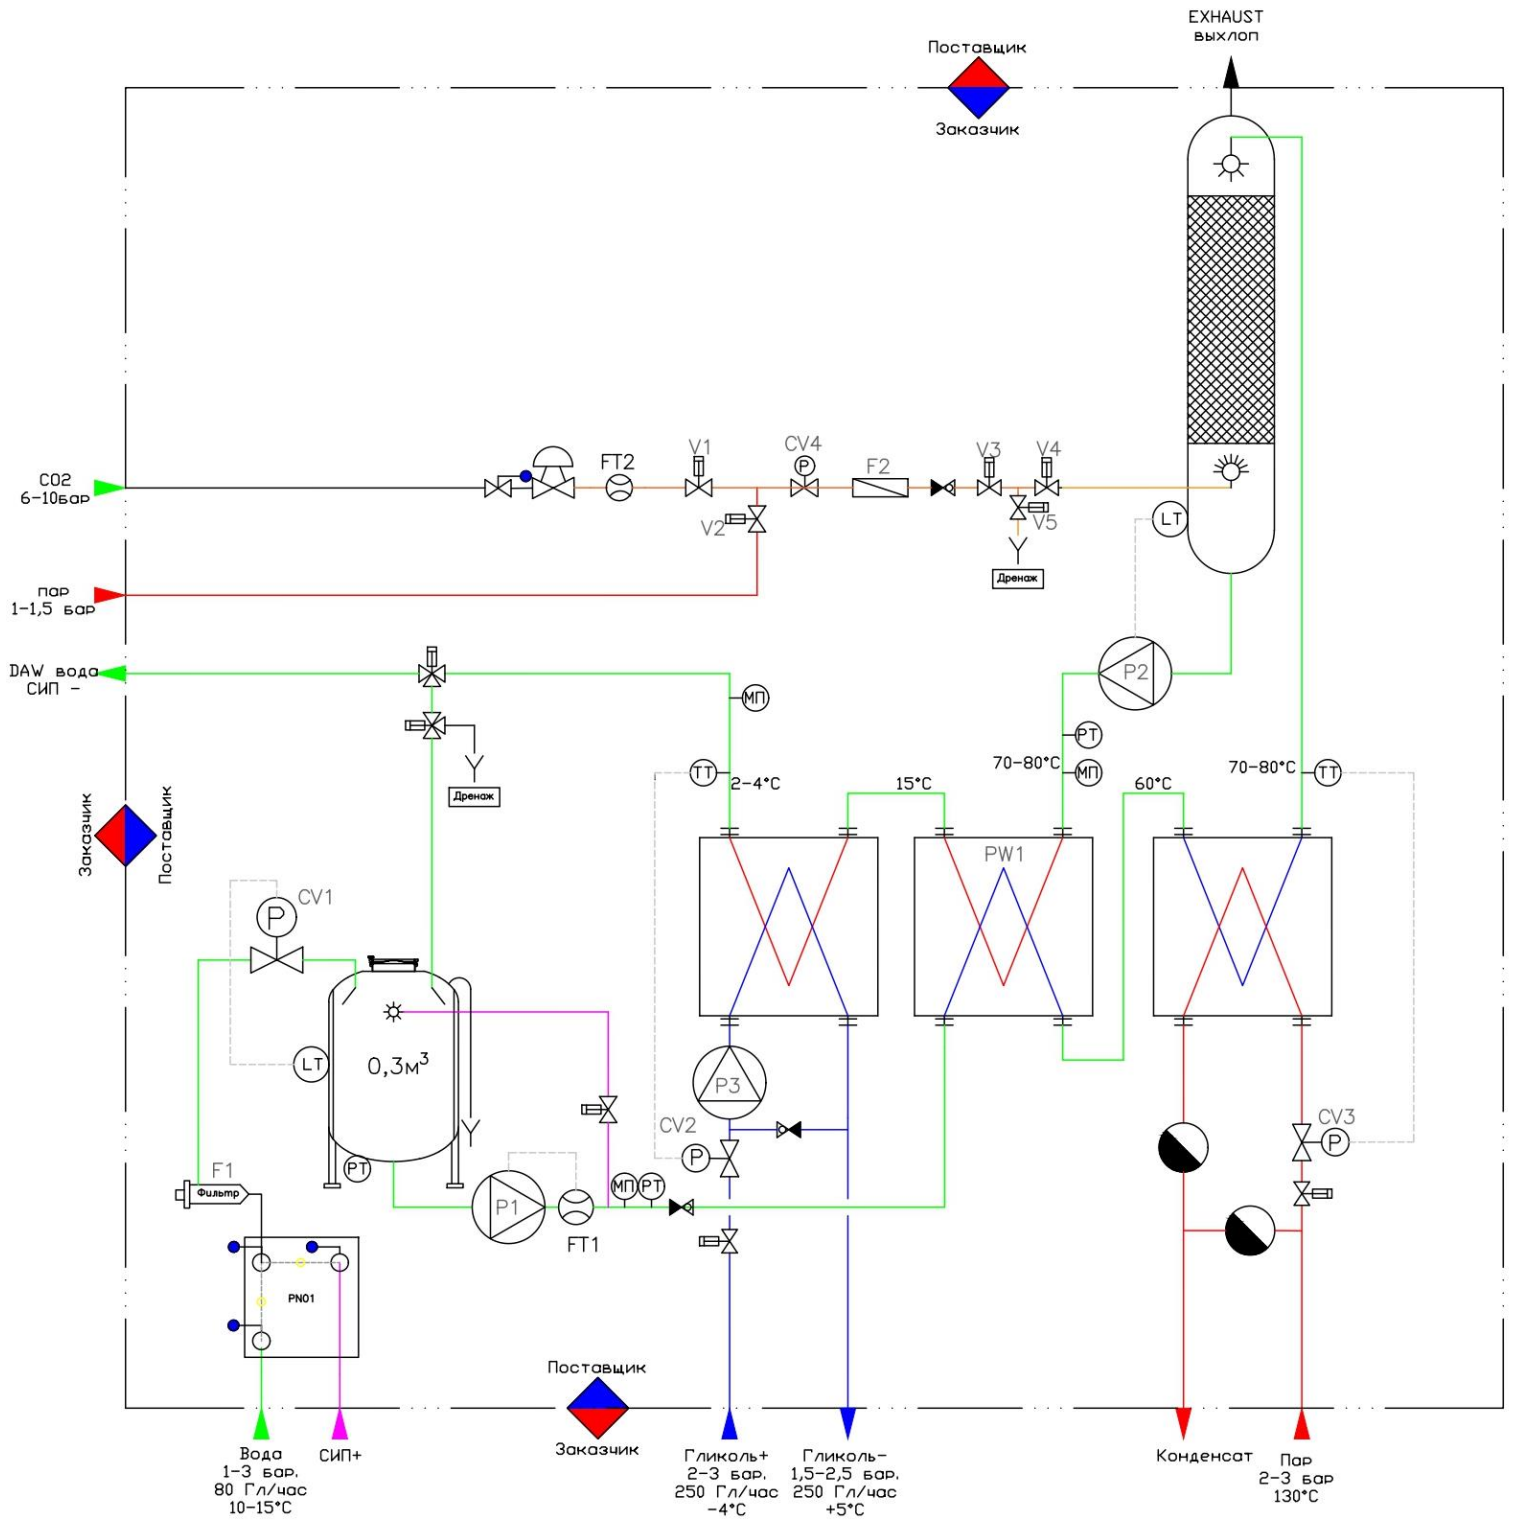 EXHAUST
выхлоп
Поставщик
Заказчик
CO2
6-10бар
FT2
V1
CV4
P
F2
V3
V4
V2
V5
LT
Дренаж
пар
1-1,5 бар
DAW вода
СИП -
МП
P2
PT
70-80°C
МП
70-80°C
TT
TT
2-4°C
15°C
60°C
Дренаж
Заказчик
Поставщик
PW1
CV1
P
LT
0,3м³
P3
CV2
P
CV3
P
F1
Фильтр
PT
P1
FT1
МП
PT
PN01
Поставщик
Заказчик
Вода
1-3 бар.
80 Гл/час
10-15°C
СИП+
Гликоль+
2-3 бар.
250 Гл/час
-4°C
Гликоль-
1,5-2,5 бар.
250 Гл/час
+5°C
Конденсат
Пар
2-3 бар
130°C